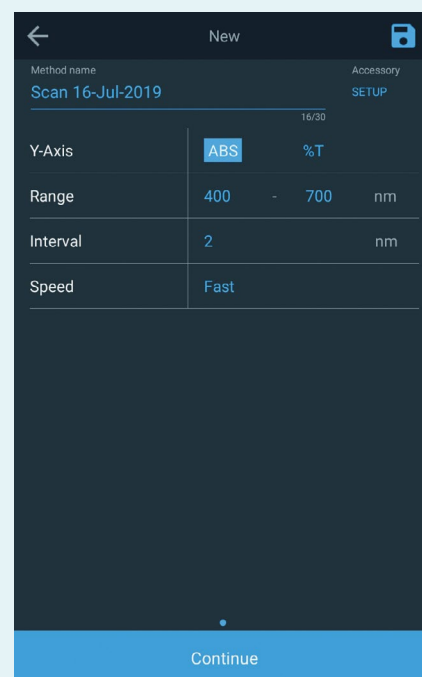 New
Method name
Accessory
Scan 16-Jul-2019
SETUP
16/30
Y-Axis ABS %T
Range 400 - 700 nm
Interval 2 nm
Speed Fast
Continue